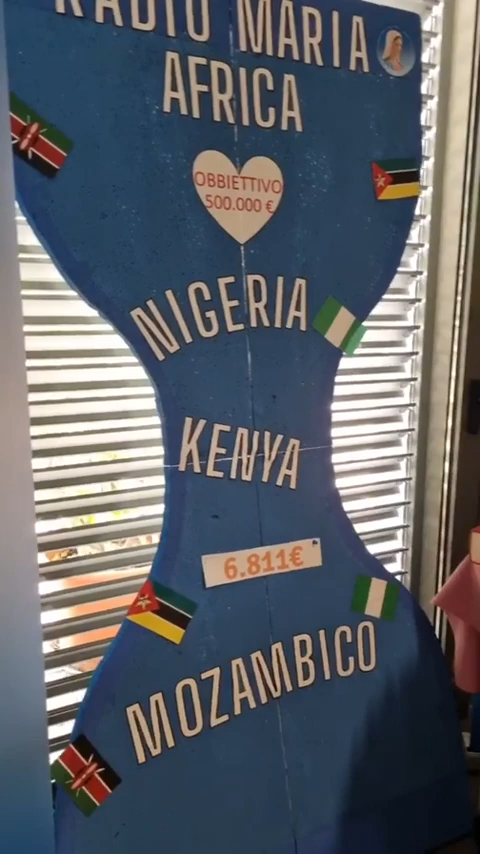 RADIO MARIA
AFRICA
OBBIETTIVO
500.000 €
NIGERIA
KENYA
6.811€
MOZAMBICO